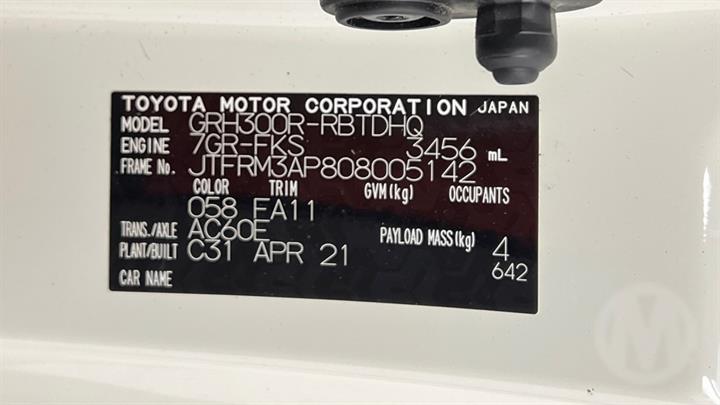 TOYOTA MOTOR CORPORATION JAPAN
MODEL GRH300R-RBTDHQ
ENGINE 7GR-FKS 3456 mL
FRAME NO. JTFRM3AP808005142
COLOR TRIM GVM(kg) OCCUPANTS
058 FA11
TRANS./AXLE AC60E PAYLOAD MASS(kg) 4
PLANT/BUILT C31 APR 21 642
CAR NAME
M